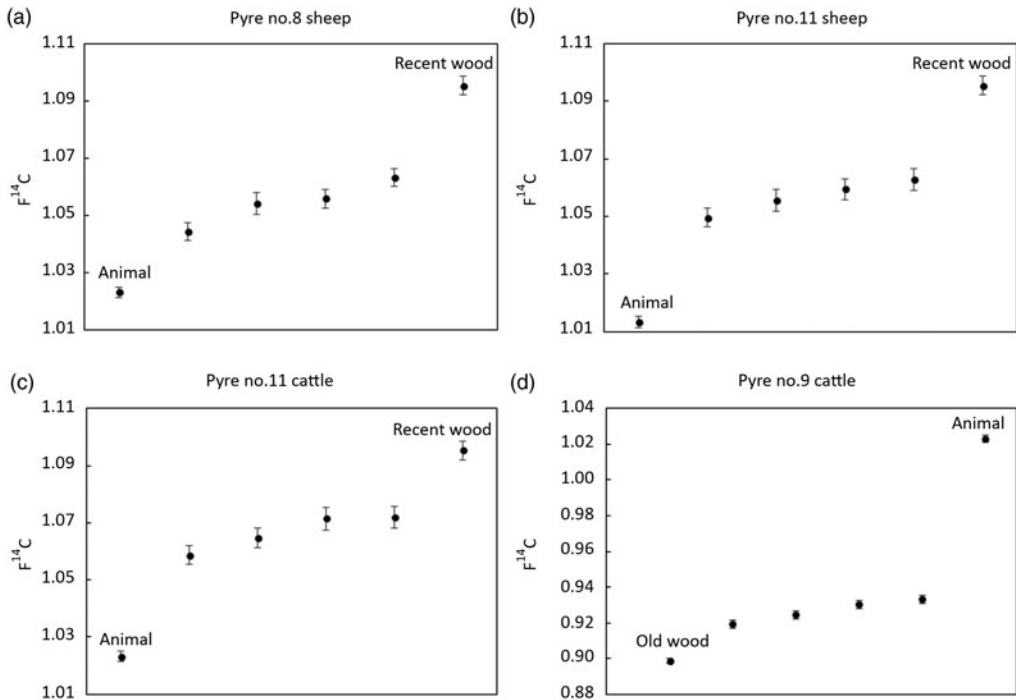 (a)
Pyre no.8 sheep
1.11
1.09
1.07
1.05
1.03
1.01
F¹⁴C
Recent wood
Animal
(b)
Pyre no.11 sheep
1.11
1.09
1.07
1.05
1.03
1.01
F¹⁴C
Recent wood
Animal
(c)
Pyre no.11 cattle
1.11
1.09
1.07
1.05
1.03
1.01
F¹⁴C
Recent wood
Animal
(d)
Pyre no.9 cattle
1.04
1.02
1.00
0.98
0.96
0.94
0.92
0.90
0.88
F¹⁴C
Animal
Old wood